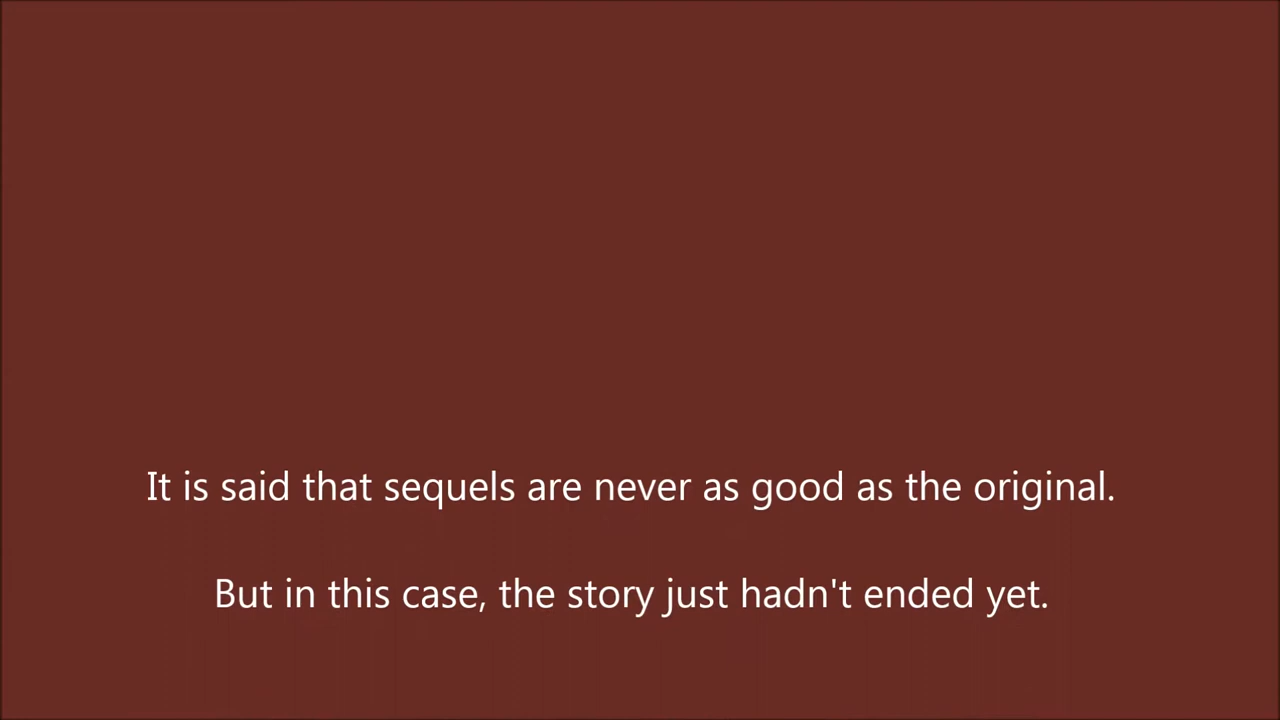 It is said that sequels are never as good as the original.
But in this case, the story just hadn't ended yet.